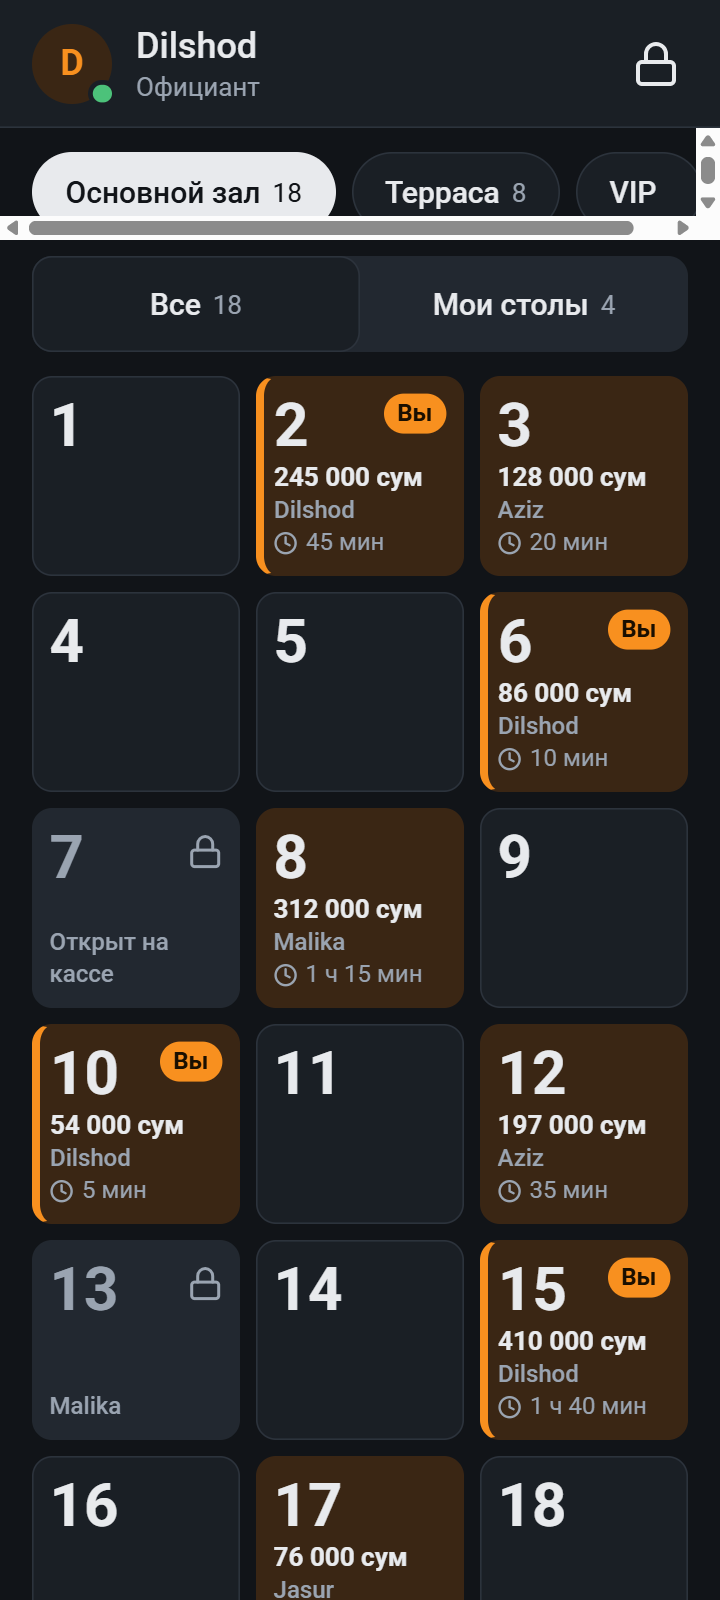 D
Dilshod
Официант
Основной зал 18
Терраса 8
VIP
Все 18
Мои столы 4
1
2 Вы
245 000 сум
Dilshod
45 мин
3
128 000 сум
Aziz
20 мин
4
5
6 Вы
86 000 сум
Dilshod
10 мин
7
Открыт на
кассе
8
312 000 сум
Malika
1 ч 15 мин
9
10 Вы
54 000 сум
Dilshod
5 мин
11
12
197 000 сум
Aziz
35 мин
13
Malika
14
15 Вы
410 000 сум
Dilshod
1 ч 40 мин
16
17
76 000 сум
Jasur
18